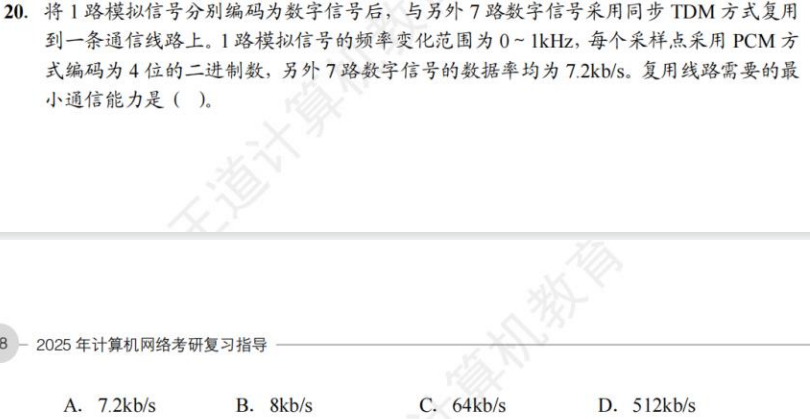 20. 将 1 路模拟信号分别编码为数字信号后，与另外 7 路数字信号采用同步 TDM 方式复用
到一条通信线路上。1 路模拟信号的频率变化范围为 0～1kHz，每个采样点采用 PCM 方
式编码为 4 位的二进制数，另外 7 路数字信号的数据率均为 7.2kb/s。复用线路需要的最
小通信能力是（ ）。
王道计算机教
8 2025 年计算机网络考研复习指导
算机教育
A. 7.2kb/s B. 8kb/s C. 64kb/s D. 512kb/s